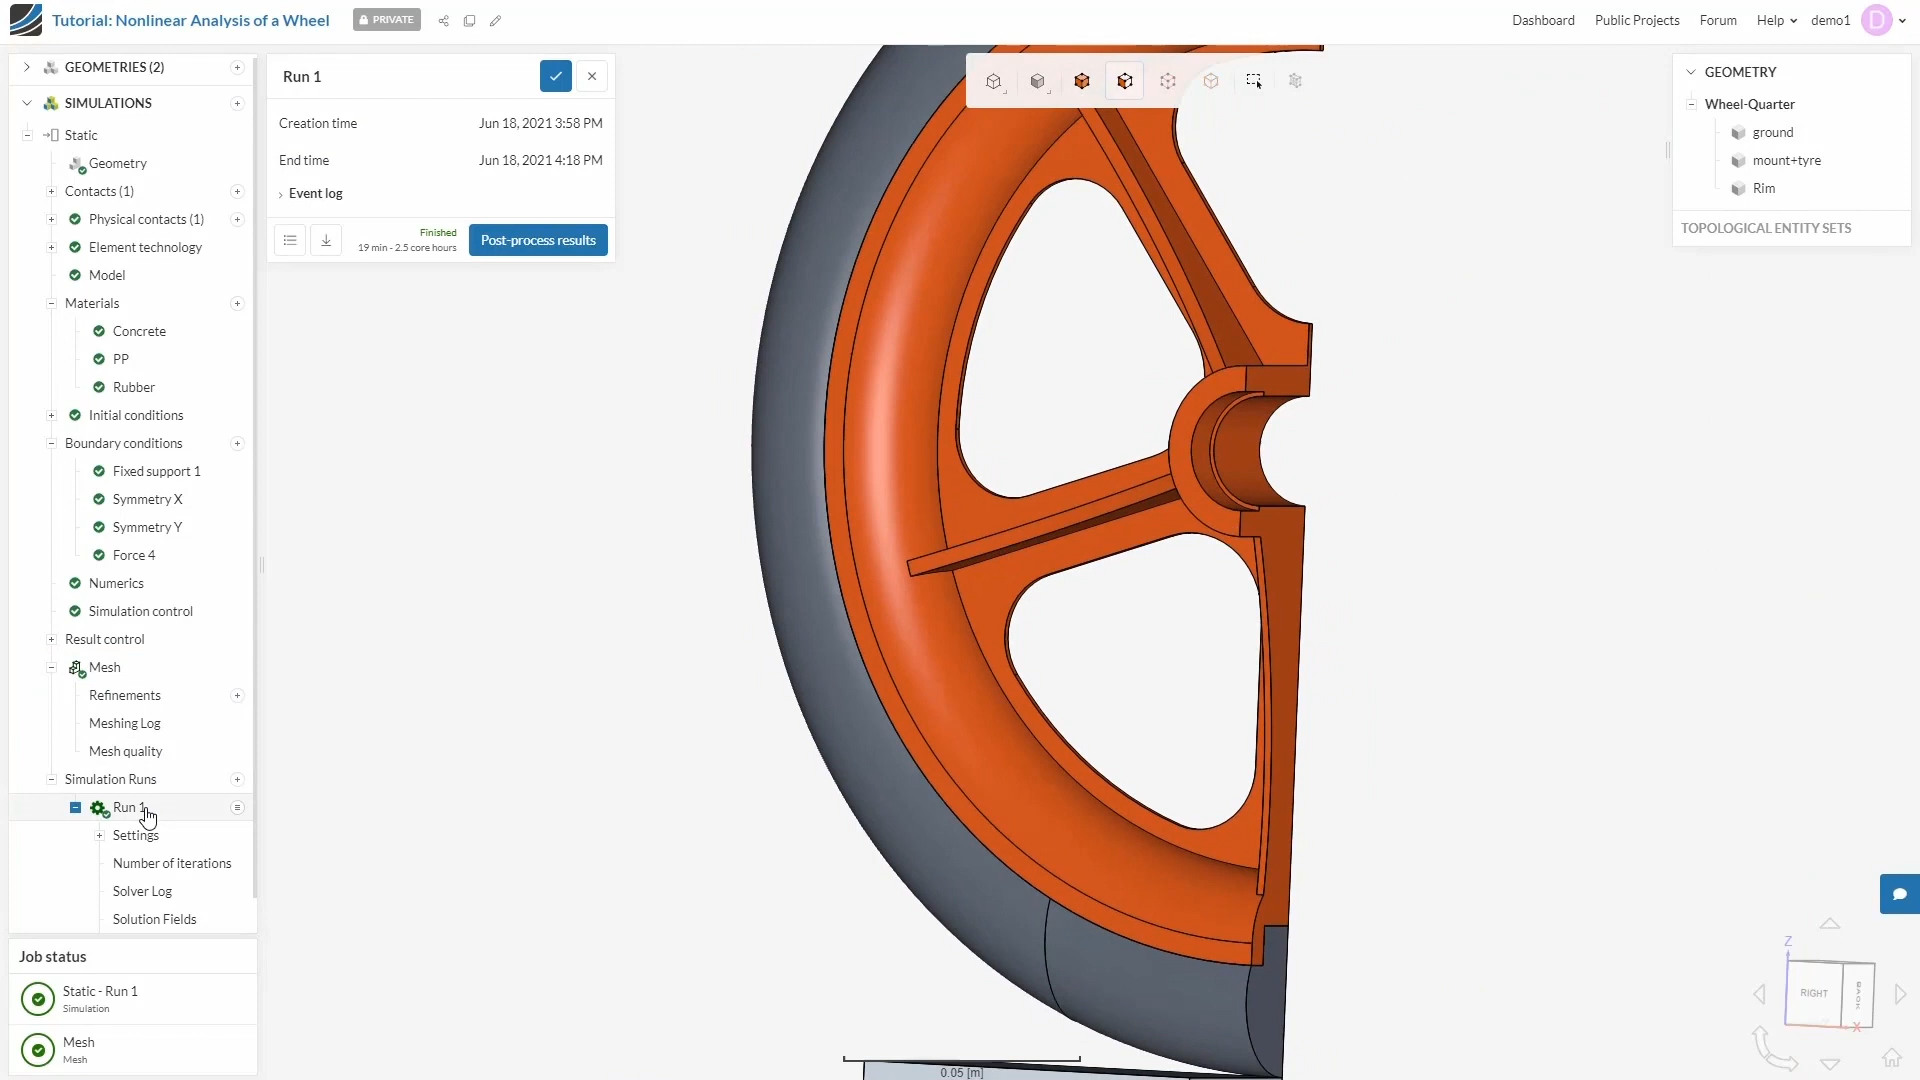 Tutorial: Nonlinear Analysis of a Wheel
PRIVATE
Dashboard
Public Projects
Forum
Help
demo1
D
GEOMETRIES (2)
SIMULATIONS
Static
Geometry
Contacts (1)
Physical contacts (1)
Element technology
Model
Materials
Concrete
PP
Rubber
Initial conditions
Boundary conditions
Fixed support 1
Symmetry X
Symmetry Y
Force 4
Numerics
Simulation control
Result control
Mesh
Refinements
Meshing Log
Mesh quality
Simulation Runs
Run 1
Settings
Number of iterations
Solver Log
Solution Fields
Job status
Static - Run 1
Simulation
Mesh
Mesh
Run 1
Creation time Jun 18, 2021 3:58 PM
End time Jun 18, 2021 4:18 PM
Event log
Finished
19 min - 2.5 core hours
Post-process results
0.05 [m]
GEOMETRY
Wheel-Quarter
ground
mount+tyre
Rim
TOPOLOGICAL ENTITY SETS
Z
RIGHT
BACK
X